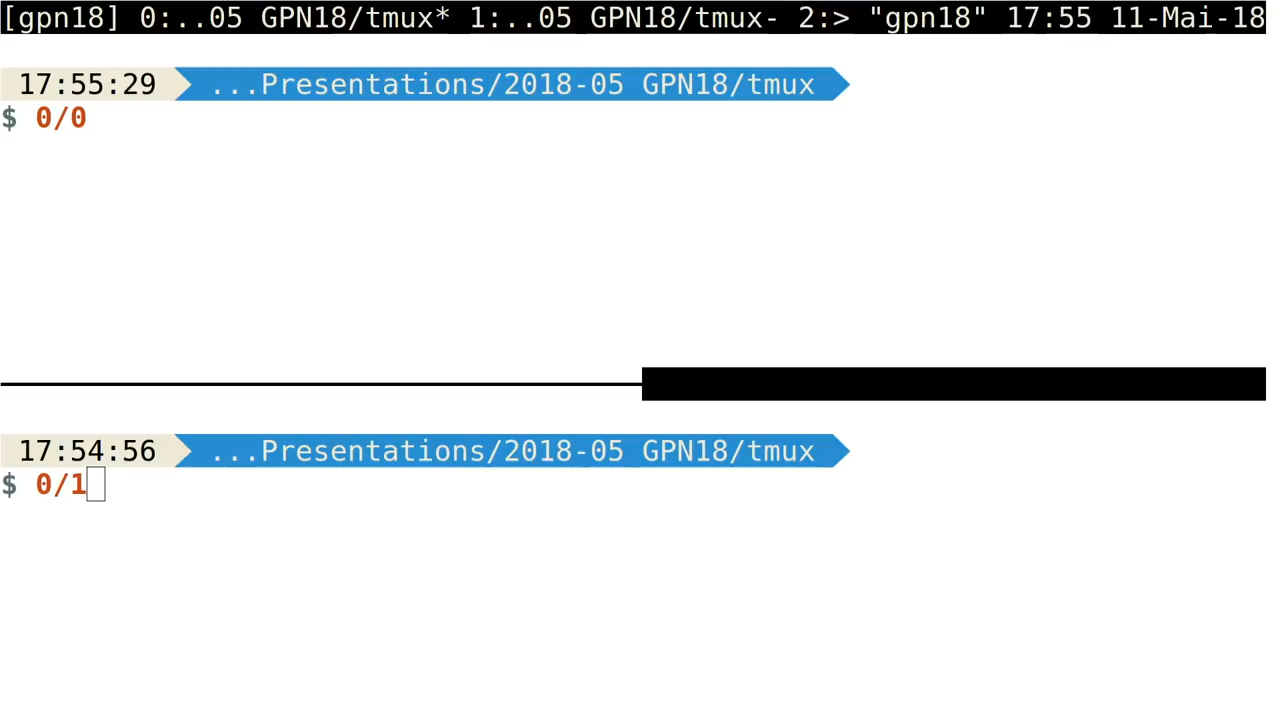 [gpn18] 0:..05 GPN18/tmux* 1:..05 GPN18/tmux- 2:> "gpn18" 17:55 11-Mai-18
17:55:29 ...Presentations/2018-05 GPN18/tmux
$ 0/0
17:54:56 ...Presentations/2018-05 GPN18/tmux
$ 0/1